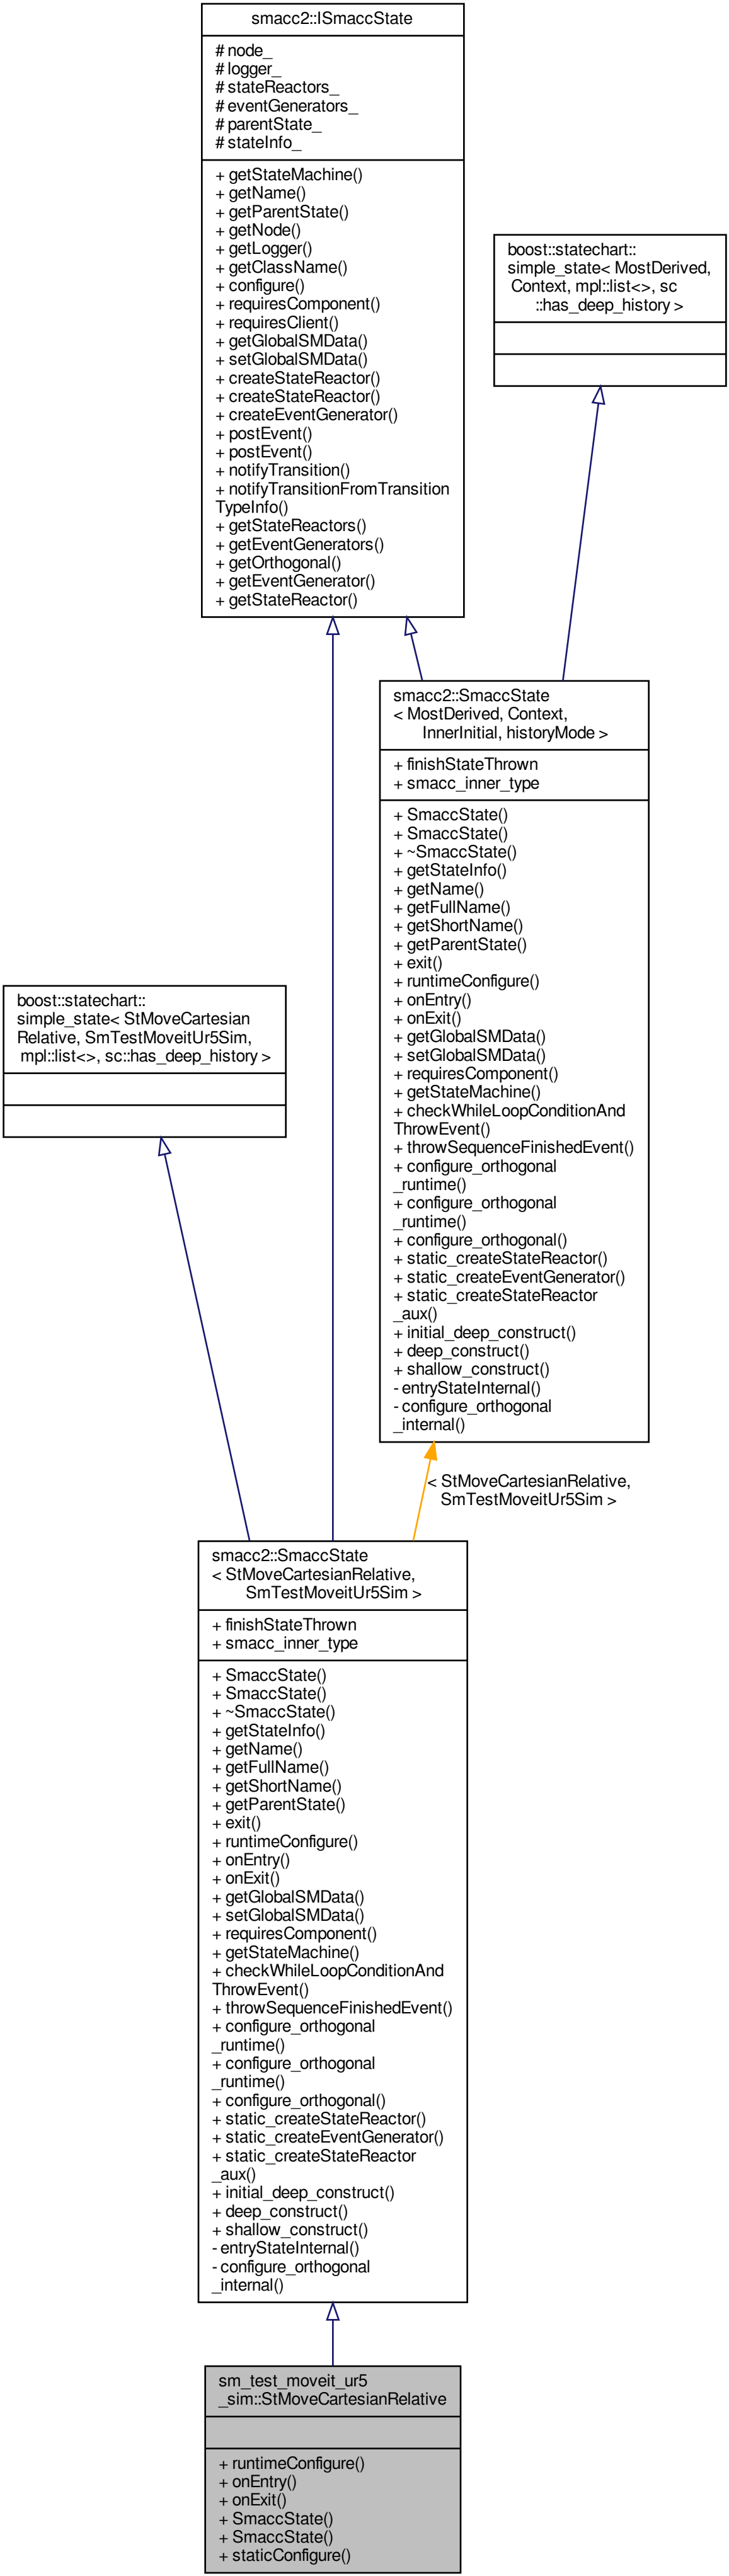 smacc2::ISmaccState
# node_
# logger_
# stateReactors_
# eventGenerators_
# parentState_
# stateInfo_
+ getStateMachine()
+ getName()
+ getParentState()
+ getNode()
+ getLogger()
+ getClassName()
+ configure()
+ requiresComponent()
+ requiresClient()
+ getGlobalSMData()
+ setGlobalSMData()
+ createStateReactor()
+ createStateReactor()
+ createEventGenerator()
+ postEvent()
+ postEvent()
+ notifyTransition()
+ notifyTransitionFromTransition
TypeInfo()
+ getStateReactors()
+ getEventGenerators()
+ getOrthogonal()
+ getEventGenerator()
+ getStateReactor()
boost::statechart::
simple_state< MostDerived,
Context, mpl::list<>, sc
::has_deep_history >
smacc2::SmaccState
< MostDerived, Context,
InnerInitial, historyMode >
+ finishStateThrown
+ smacc_inner_type
+ SmaccState()
+ SmaccState()
+ ~SmaccState()
+ getStateInfo()
+ getName()
+ getFullName()
+ getShortName()
+ getParentState()
+ exit()
+ runtimeConfigure()
+ onEntry()
+ onExit()
+ getGlobalSMData()
+ setGlobalSMData()
+ requiresComponent()
+ getStateMachine()
+ checkWhileLoopConditionAnd
ThrowEvent()
+ throwSequenceFinishedEvent()
+ configure_orthogonal
_runtime()
+ configure_orthogonal
_runtime()
+ configure_orthogonal()
+ static_createStateReactor()
+ static_createEventGenerator()
+ static_createStateReactor
_aux()
+ initial_deep_construct()
+ deep_construct()
+ shallow_construct()
- entryStateInternal()
- configure_orthogonal
_internal()
boost::statechart::
simple_state< StMoveCartesian
Relative, SmTestMoveitUr5Sim,
mpl::list<>, sc::has_deep_history >
< StMoveCartesianRelative,
SmTestMoveitUr5Sim >
smacc2::SmaccState
< StMoveCartesianRelative,
SmTestMoveitUr5Sim >
+ finishStateThrown
+ smacc_inner_type
+ SmaccState()
+ SmaccState()
+ ~SmaccState()
+ getStateInfo()
+ getName()
+ getFullName()
+ getShortName()
+ getParentState()
+ exit()
+ runtimeConfigure()
+ onEntry()
+ onExit()
+ getGlobalSMData()
+ setGlobalSMData()
+ requiresComponent()
+ getStateMachine()
+ checkWhileLoopConditionAnd
ThrowEvent()
+ throwSequenceFinishedEvent()
+ configure_orthogonal
_runtime()
+ configure_orthogonal
_runtime()
+ configure_orthogonal()
+ static_createStateReactor()
+ static_createEventGenerator()
+ static_createStateReactor
_aux()
+ initial_deep_construct()
+ deep_construct()
+ shallow_construct()
- entryStateInternal()
- configure_orthogonal
_internal()
sm_test_moveit_ur5
_sim::StMoveCartesianRelative
+ runtimeConfigure()
+ onEntry()
+ onExit()
+ SmaccState()
+ SmaccState()
+ staticConfigure()